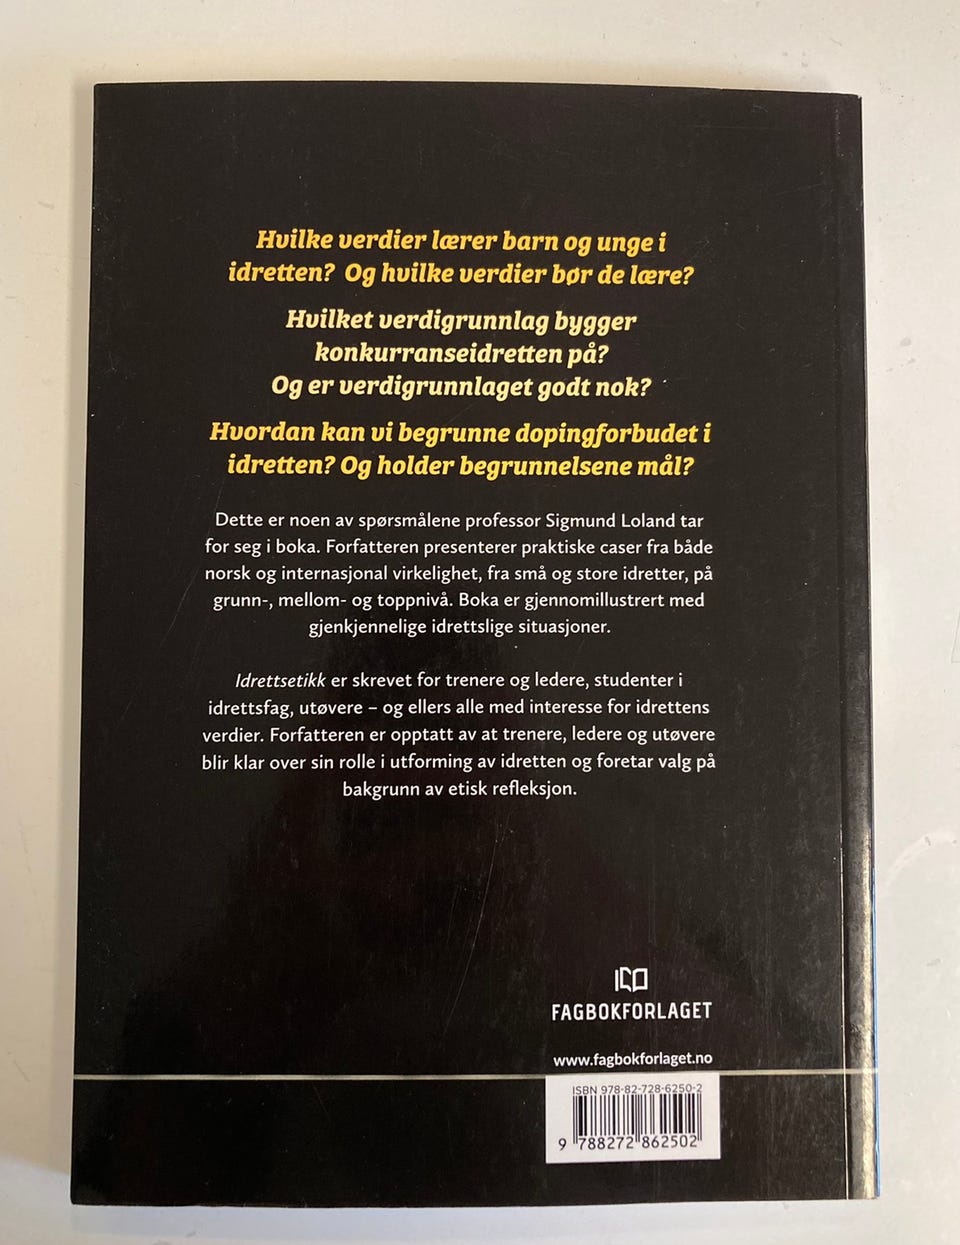 Hvilke verdier lærer barn og unge i
idretten? Og hvilke verdier bør de lære?
Hvilket verdigrunnlag bygger
konkurranseidretten på?
Og er verdigrunnlaget godt nok?
Hvordan kan vi begrunne dopingforbudet i
idretten? Og holder begrunnelsene mål?
Dette er noen av spørsmålene professor Sigmund Loland tar
for seg i boka. Forfatteren presenterer praktiske caser fra både
norsk og internasjonal virkelighet, fra små og store idretter, på
grunn-, mellom- og toppnivå. Boka er gjennomillustrert med
gjenkjennelige idrettslige situasjoner.
Idrettsetikk er skrevet for trenere og ledere, studenter i
idrettsfag, utøvere – og ellers alle med interesse for idrettens
verdier. Forfatteren er opptatt av at trenere, ledere og utøvere
blir klar over sin rolle i utforming av idretten og foretar valg på
bakgrunn av etisk refleksjon.
FAGBOKFORLAGET
www.fagbokforlaget.no
ISBN 978-82-728-6250-2
9 788272 862502